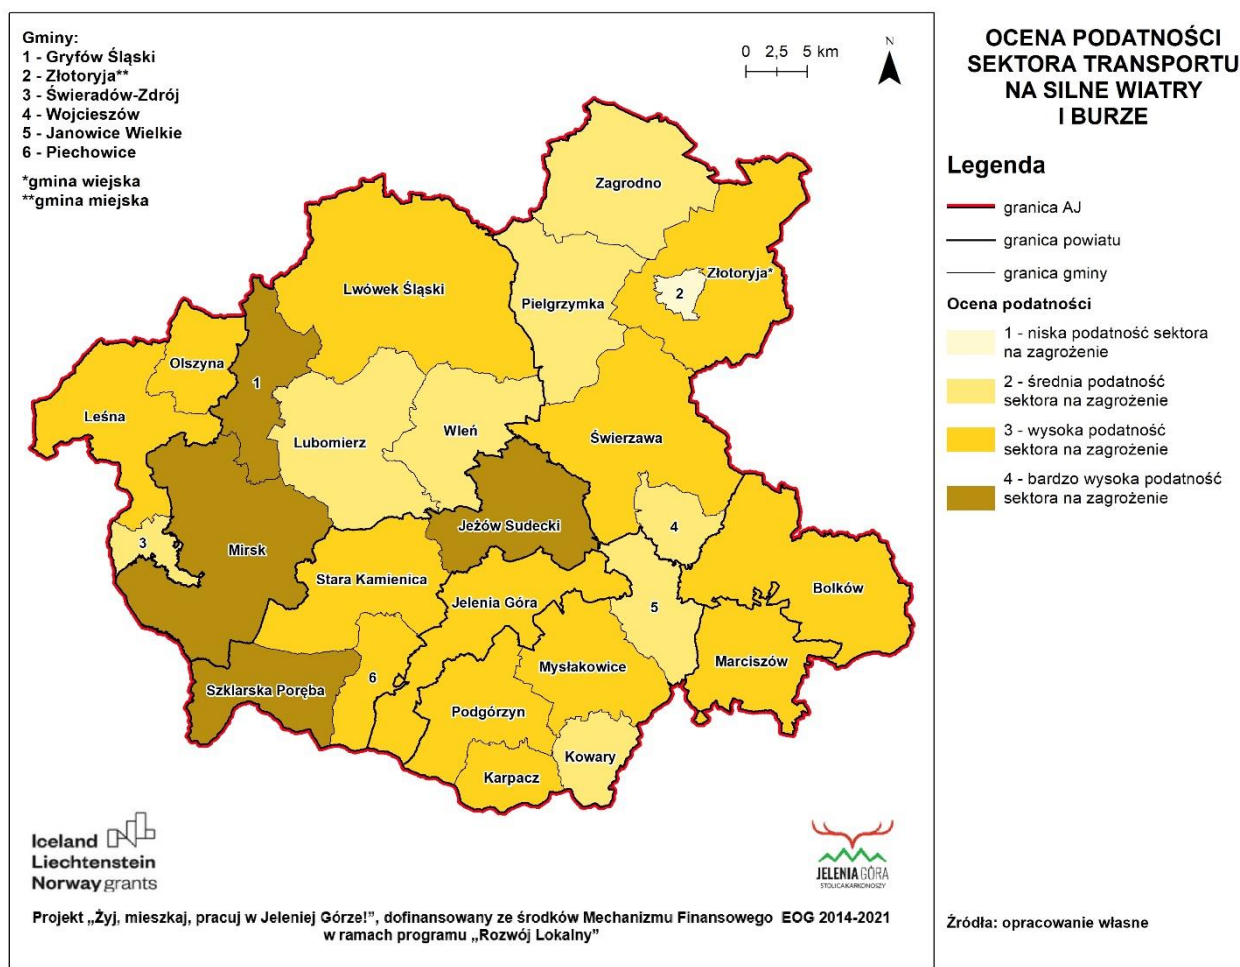 Gminy:
1 - Gryfów Śląski
2 - Złotoryja**
3 - Świeradów-Zdrój
4 - Wojcieszów
5 - Janowice Wielkie
6 - Piechowice
*gmina wiejska
**gmina miejska
0 2,5 5 km
N
OCENA PODATNOŚCI
SEKTORA TRANSPORTU
NA SILNE WIATRY
I BURZE
Legenda
granica AJ
granica powiatu
granica gminy
Ocena podatności
1 - niska podatność sektora
na zagrożenie
2 - średnia podatność
sektora na zagrożenie
3 - wysoka podatność
sektora na zagrożenie
4 - bardzo wysoka podatność
sektora na zagrożenie
Zagrodno
Złotoryja*
2
Lwówek Śląski
Pielgrzymka
Olszyna
1
Leśna
Lubomierz
Wleń
Świerzawa
Jeżów Sudecki
4
3
Mirsk
Stara Kamienica
Jelenia Góra
5
Bolków
Mysłakowice
Marciszów
6
Szklarska Poręba
Podgórzyn
Kowary
Karpacz
Iceland
Liechtenstein
Norway grants
JELENIA GÓRA
STOLICA KARKONOSZY
Projekt „Żyj, mieszkaj, pracuj w Jeleniej Górze!”, dofinansowany ze środków Mechanizmu Finansowego EOG 2014-2021
w ramach programu „Rozwój Lokalny”
Źródła: opracowanie własne